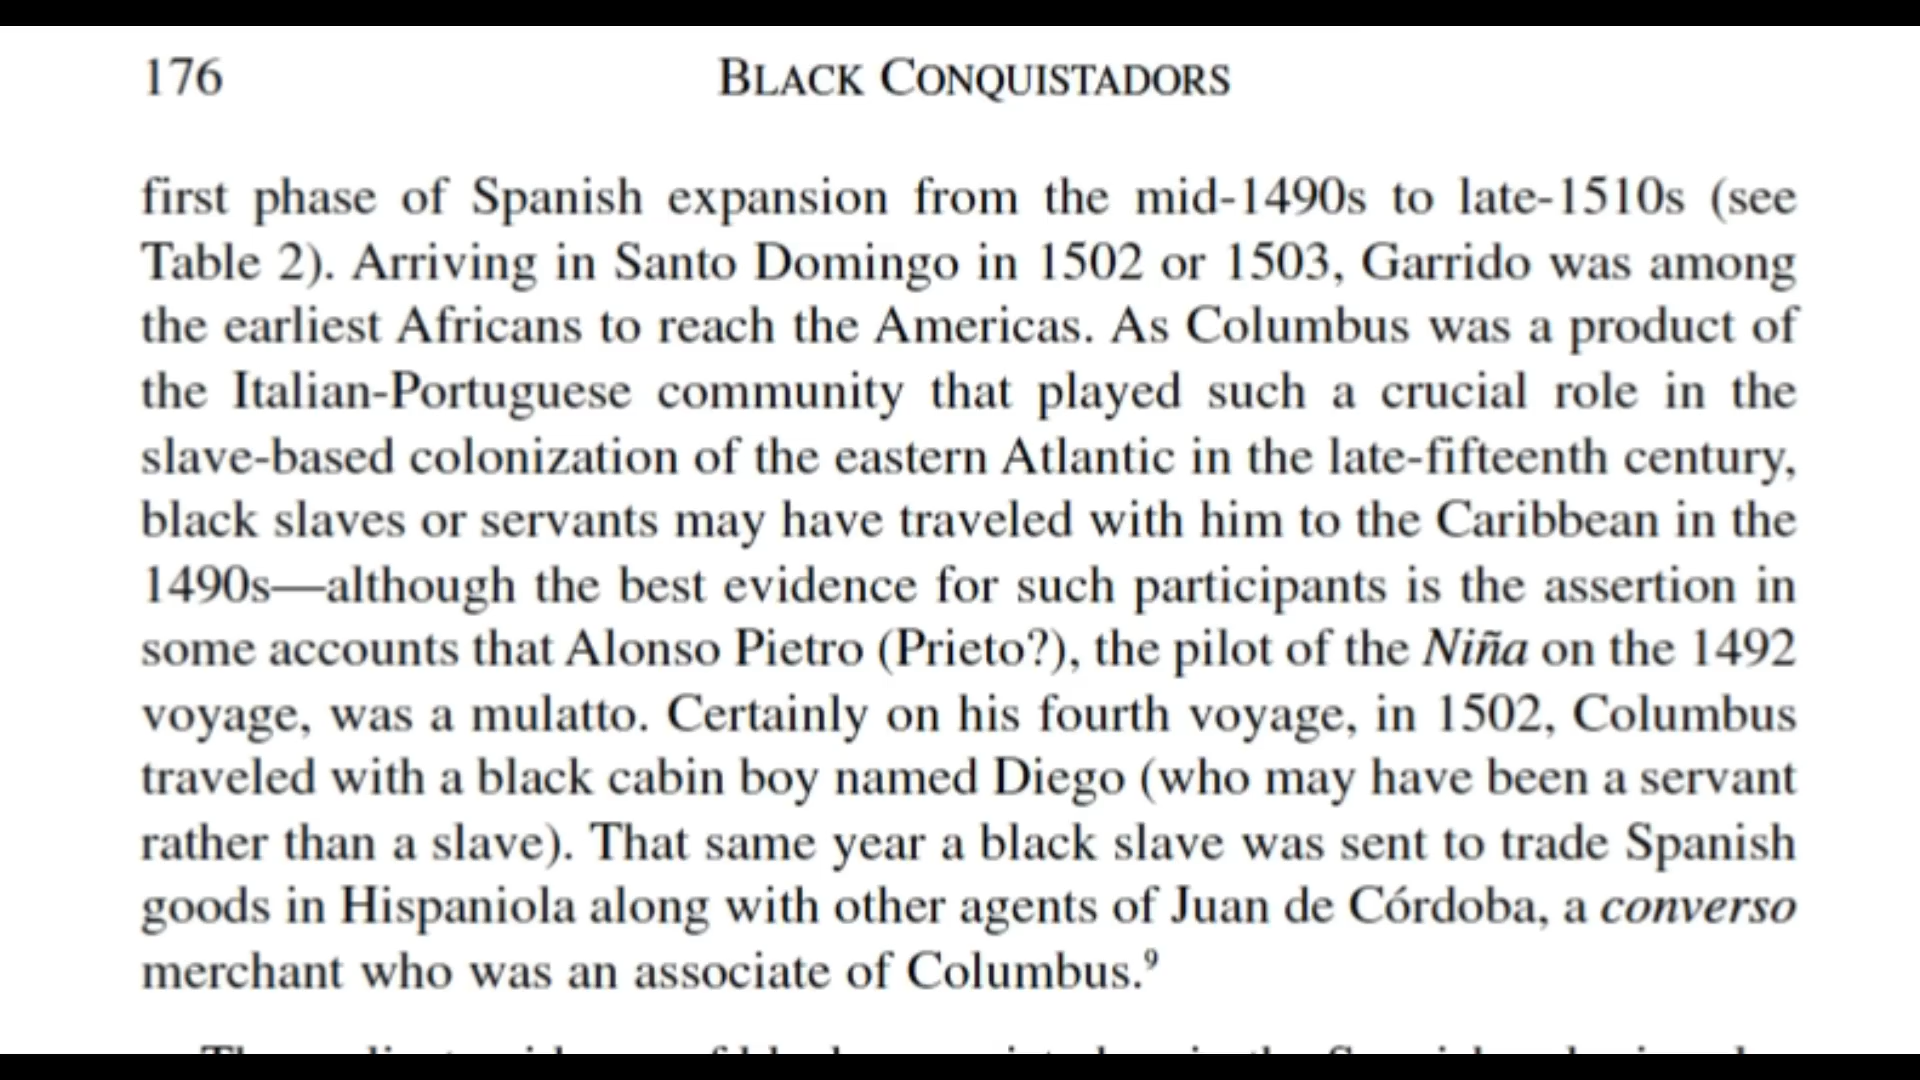 176
BLACK CONQUISTADORS
first phase of Spanish expansion from the mid-1490s to late-1510s (see
Table 2). Arriving in Santo Domingo in 1502 or 1503, Garrido was among
the earliest Africans to reach the Americas. As Columbus was a product of
the Italian-Portuguese community that played such a crucial role in the
slave-based colonization of the eastern Atlantic in the late-fifteenth century,
black slaves or servants may have traveled with him to the Caribbean in the
1490s—although the best evidence for such participants is the assertion in
some accounts that Alonso Pietro (Prieto?), the pilot of the Niña on the 1492
voyage, was a mulatto. Certainly on his fourth voyage, in 1502, Columbus
traveled with a black cabin boy named Diego (who may have been a servant
rather than a slave). That same year a black slave was sent to trade Spanish
goods in Hispaniola along with other agents of Juan de Córdoba, a converso
merchant who was an associate of Columbus.⁹